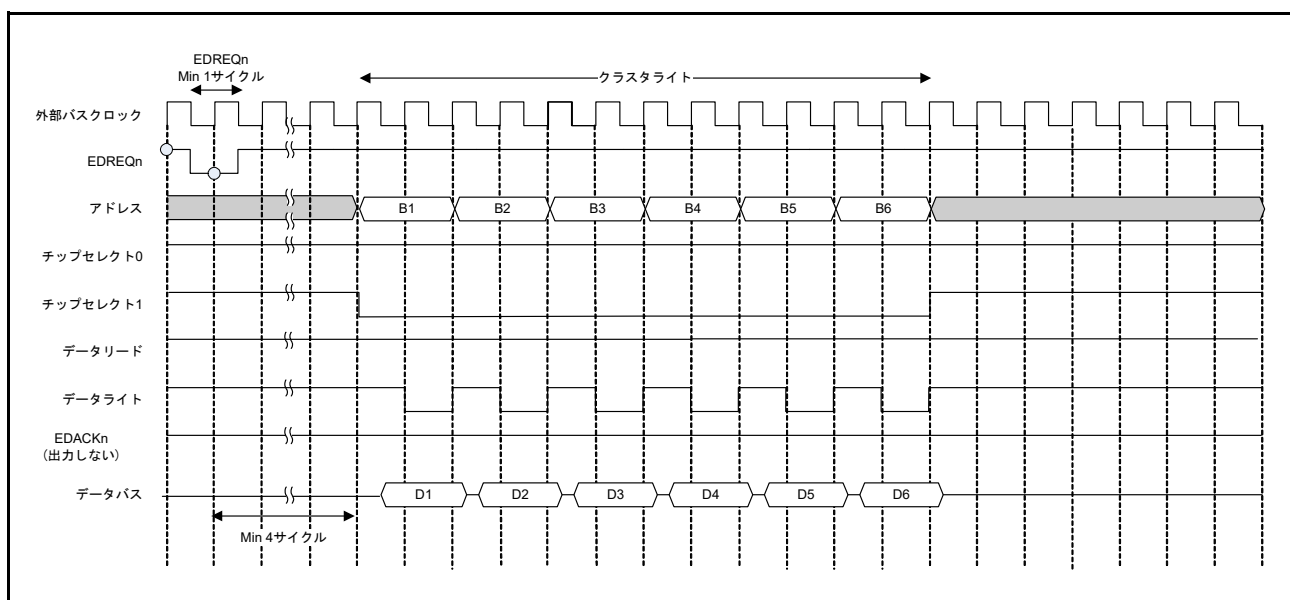 EDREQn
Min 1サイクル
クラスタライト
外部バスクロック
EDREQn
アドレス
B1
B2
B3
B4
B5
B6
チップセレクト0
チップセレクト1
データリード
データライト
EDACKn
(出力しない)
データバス
D1
D2
D3
D4
D5
D6
Min 4サイクル